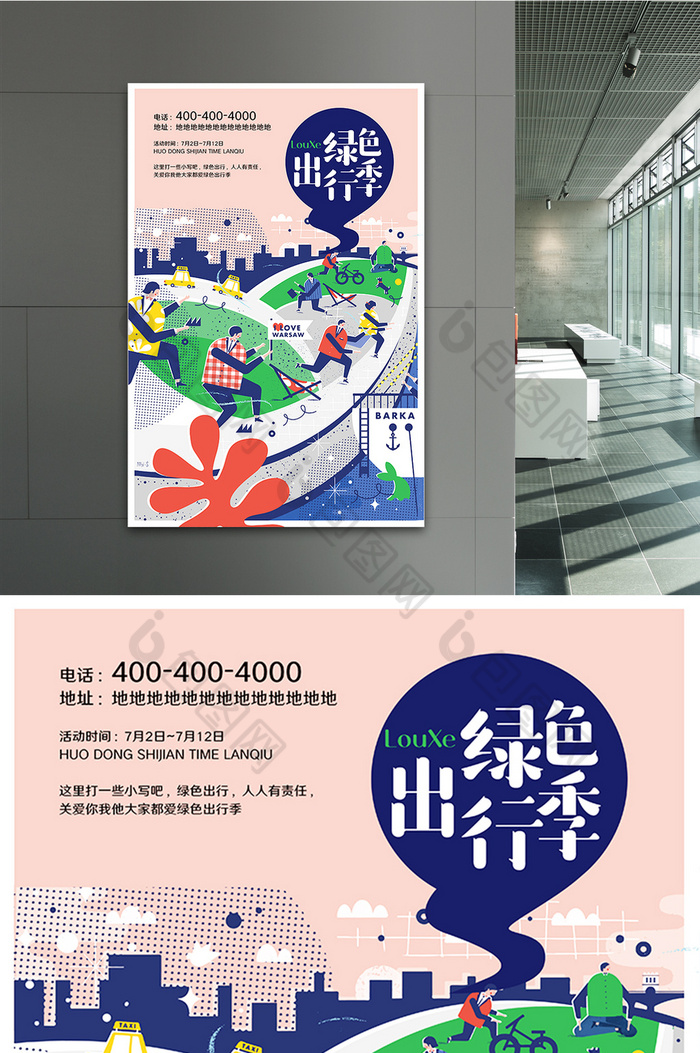 电话：400-400-4000
地址：地地地地地地地地地地地地地
活动时间：7月2日~7月12日
HUO DONG SHIJIAN TIME LANQIU
这里打一些小写吧，绿色出行，人人有责任，
关爱你我他大家都爱绿色出行季
LouXe
绿色
出行季
I LOVE
WARSAW
BARKA
包图网
电话：400-400-4000
地址：地地地地地地地地地地地地地
活动时间：7月2日~7月12日
HUO DONG SHIJIAN TIME LANQIU
这里打一些小写吧，绿色出行，人人有责任，
关爱你我他大家都爱绿色出行季
LouXe
绿色
出行季
包图网
TAXI
TAXI